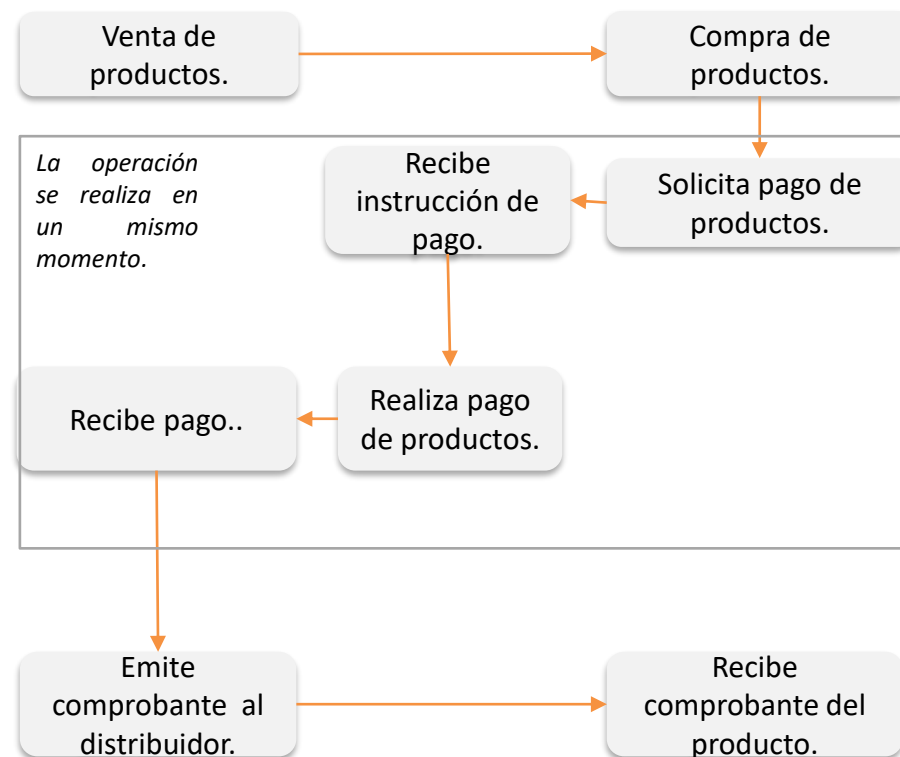 Venta de
productos.
Compra de
productos.
La operación
se realiza en
un mismo
momento.
Recibe
instrucción de
pago.
Solicita pago de
productos.
Recibe pago..
Realiza pago
de productos.
Emite
comprobante al
distribuidor.
Recibe
comprobante del
producto.